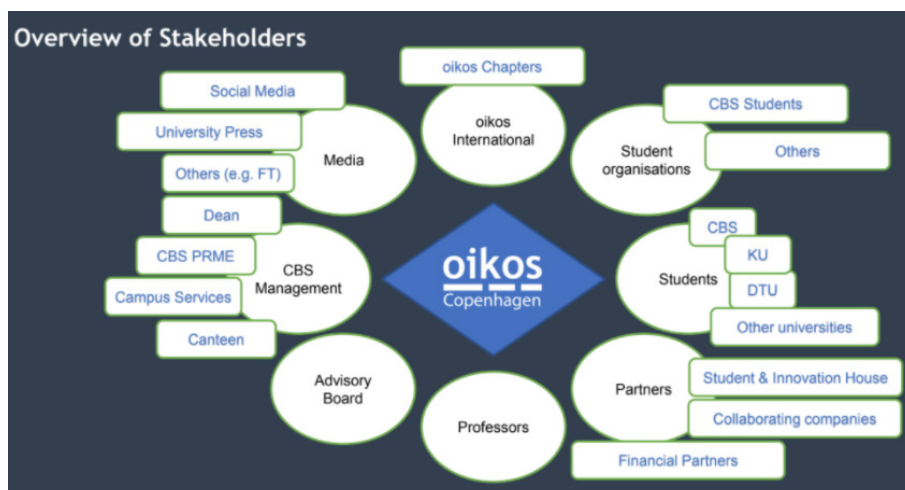 Overview of Stakeholders
oikos Chapters
oikos
International
Social Media
University Press
Others (e.g. FT)
Media
CBS Students
Others
Student
organisations
Dean
CBS PRME
Campus Services
Canteen
CBS
Management
oikos
Copenhagen
CBS
KU
DTU
Other universities
Students
Advisory
Board
Professors
Partners
Student & Innovation House
Collaborating companies
Financial Partners